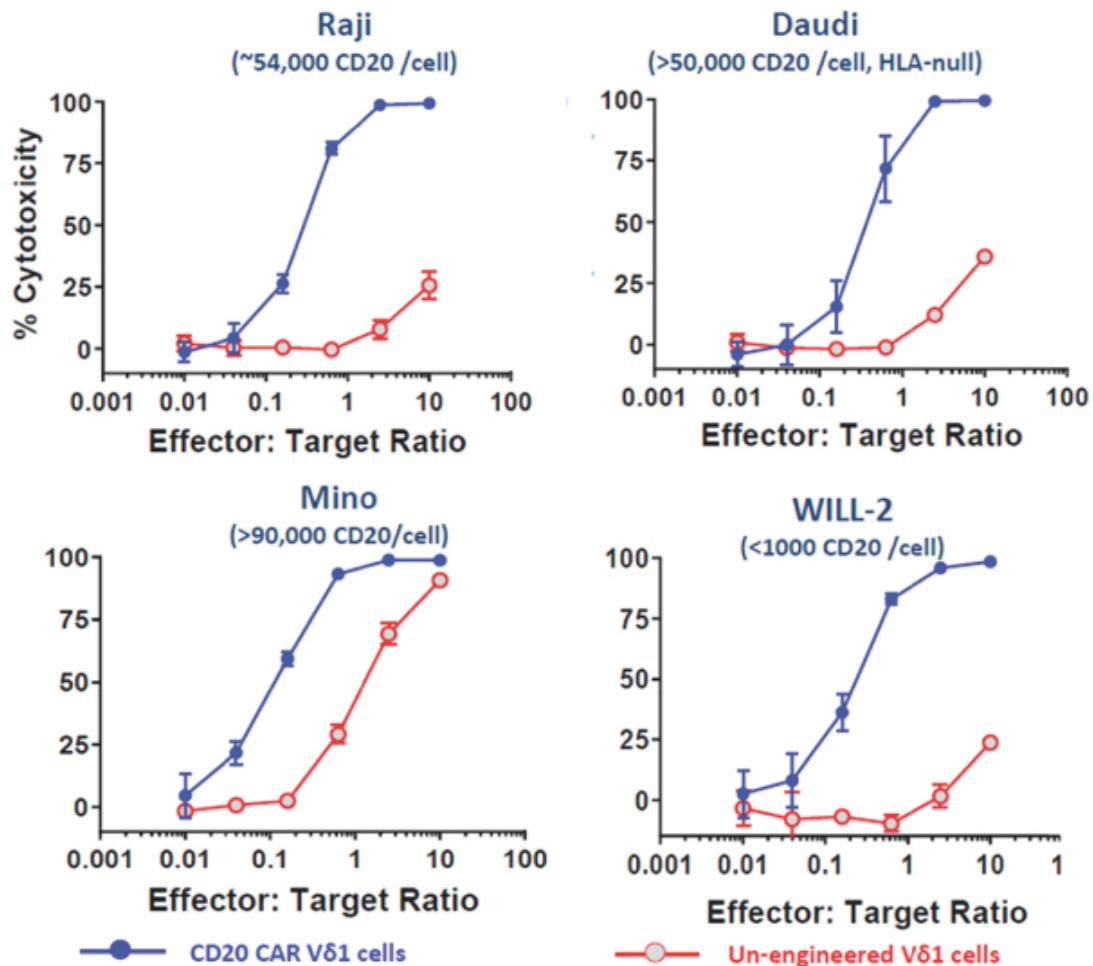 Raji
(~54,000 CD20 /cell)
100
75
50
25
0
% Cytotoxicity
0.001 0.01 0.1 1 10 100
Effector: Target Ratio
Daudi
(>50,000 CD20 /cell, HLA-null)
100
75
50
25
0
0.001 0.01 0.1 1 10 100
Effector: Target Ratio
Mino
(>90,000 CD20/cell)
100
75
50
25
0
0.001 0.01 0.1 1 10 100
Effector: Target Ratio
WILL-2
(<1000 CD20 /cell)
100
75
50
25
0
0.001 0.01 0.1 1 10 1
Effector: Target Ratio
CD20 CAR Vδ1 cells
Un-engineered Vδ1 cells